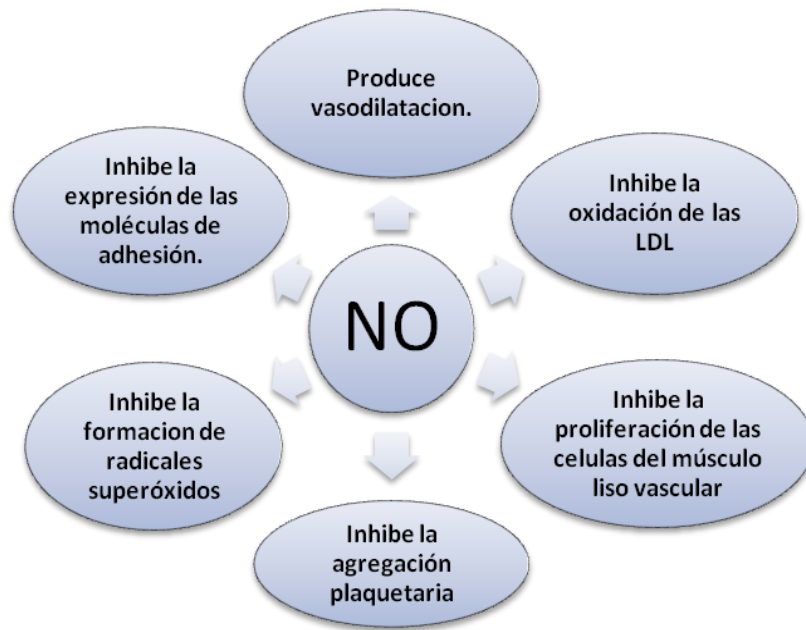 Produce
vasodilatacion.
Inhibe la
oxidación de las
LDL
Inhibe la
proliferación de las
celulas del músculo
liso vascular
Inhibe la
agregación
plaquetaria
Inhibe la
formacion de
radicales
superóxidos
Inhibe la
expresión de las
moléculas de
adhesión.
NO